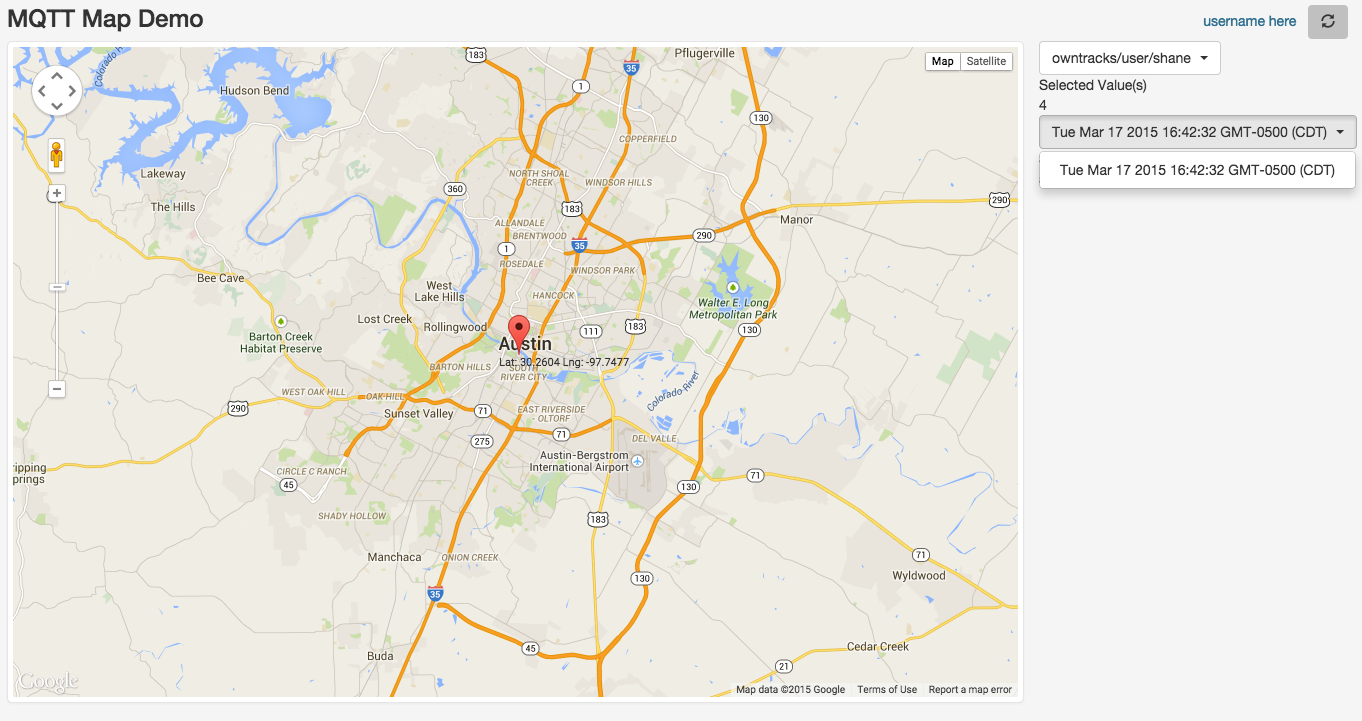 MQTT Map Demo
username here
owntracks/user/shane
Selected Value(s)
4
Tue Mar 17 2015 16:42:32 GMT-0500 (CDT)
Tue Mar 17 2015 16:42:32 GMT-0500 (CDT)
Map Satellite
183
Pflugerville
35
Colorado R
Hudson Bend
1
130
COPPERFIELD
Lakeway
NORTH SHOAL
CREEK
WINDSOR HILLS
360
The Hills
183
290
ALLANDALE
Manor
BRENTWOOD
290
1
35
ROSEDALE
WINDSOR PARK
Bee Cave
West
Lake Hills
HANCOCK
Walter E. Long
Metropolitan Park
Lost Creek
Rollingwood
111
183
130
Barton Creek
Habitat Preserve
Austin
Lat: 30.2604 Lng: -97.7477
BARTON HILLS
SOUTH
RIVER CITY
Colorado River
WEST OAK HILL
OAK HILL
290
Sunset Valley
71
EAST RIVERSIDE
- OLTORF
275
71
DEL VALLE
Austin-Bergstrom
International Airport
ripping
prings
CIRCLE C RANCH
45
71
130
SHADY HOLLOW
183
Manchaca
ONION CREEK
71
Wyldwood
130
35
45
Buda
Cedar Creek
21
Google
Map data ©2015 Google Terms of Use Report a map error